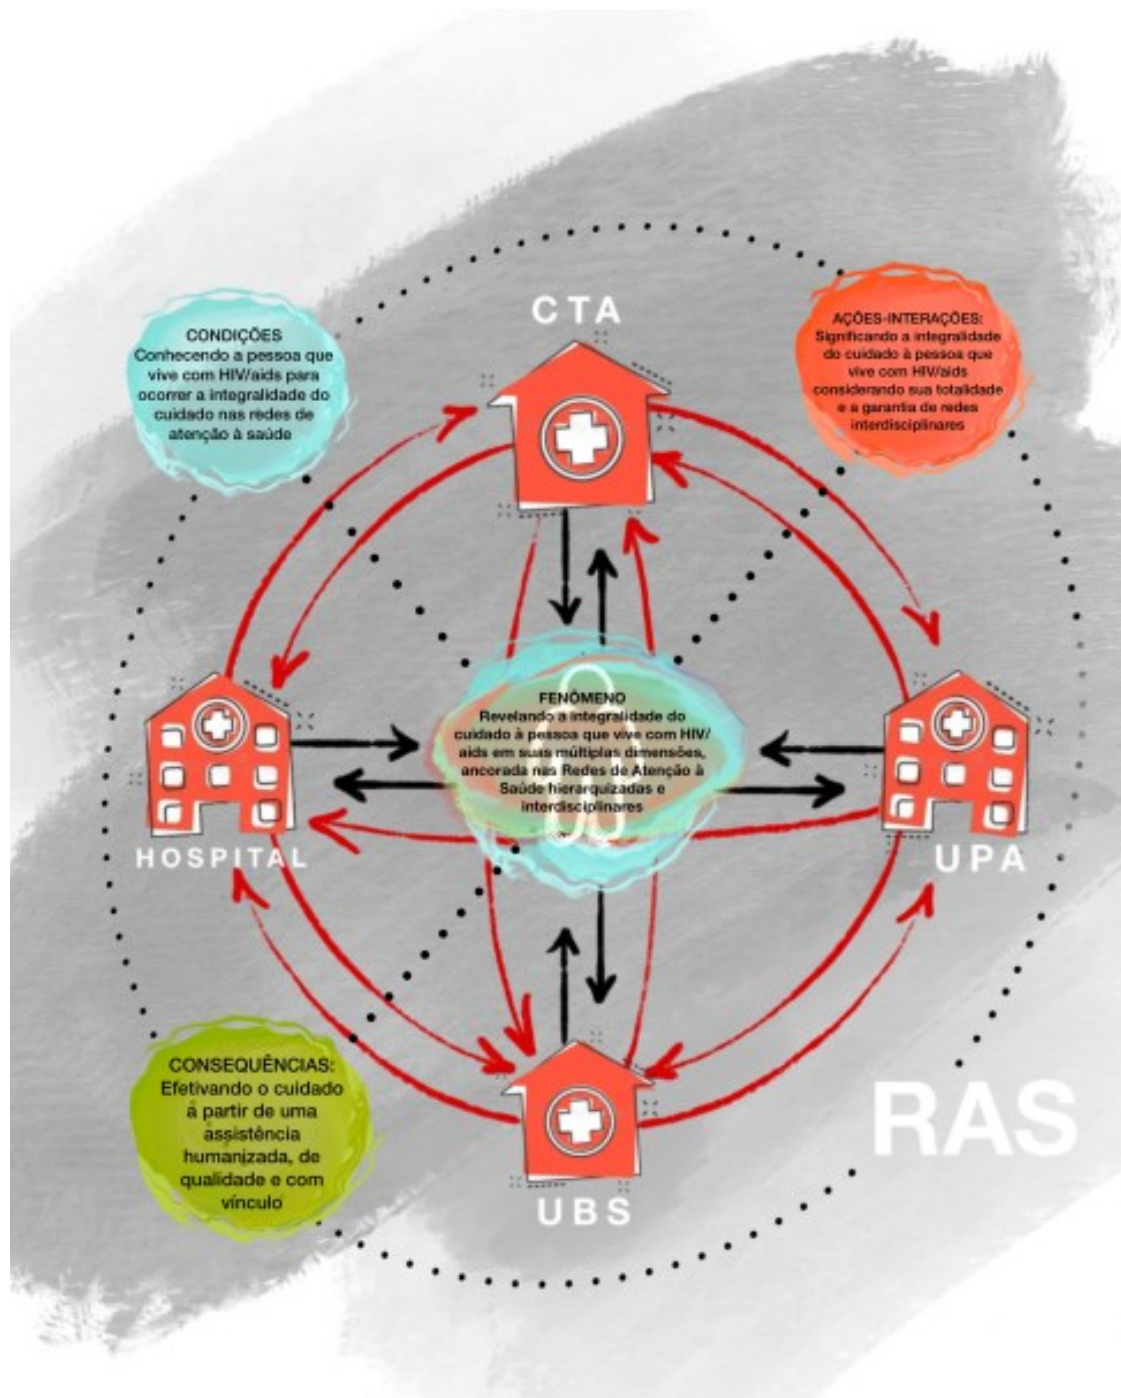 CTA
CONDIÇÕES
Conhecendo a pessoa que
vive com HIV/aids para
ocorrer a integralidade do
cuidado nas redes de
atenção à saúde
AÇÕES-INTERAÇÕES:
Significando a integralidade
do cuidado à pessoa que
vive com HIV/aids
considerando sua totalidade
e a garantia de redes
interdisciplinares
FENÔMENO
Revelando a integralidade do
cuidado à pessoa que vive com HIV/
aids em suas múltiplas dimensões,
ancorada nas Redes de Atenção à
Saúde hierarquizadas e
interdisciplinares
HOSPITAL
UPA
CONSEQUÊNCIAS:
Efetivando o cuidado
à partir de uma
assistência
humanizada, de
qualidade e com
vínculo
RAS
UBS